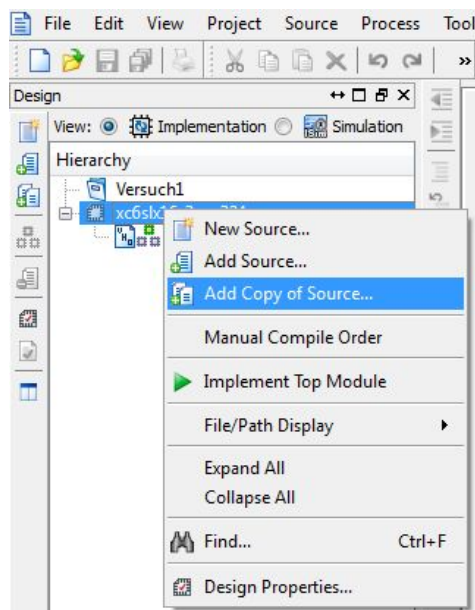 File Edit View Project Source Process Tool
»
Design
View: Implementation Simulation
Hierarchy
Versuch1
New Source...
Add Source...
Add Copy of Source...
Manual Compile Order
Implement Top Module
File/Path Display
Expand All
Collapse All
Find... Ctrl+F
Design Properties...